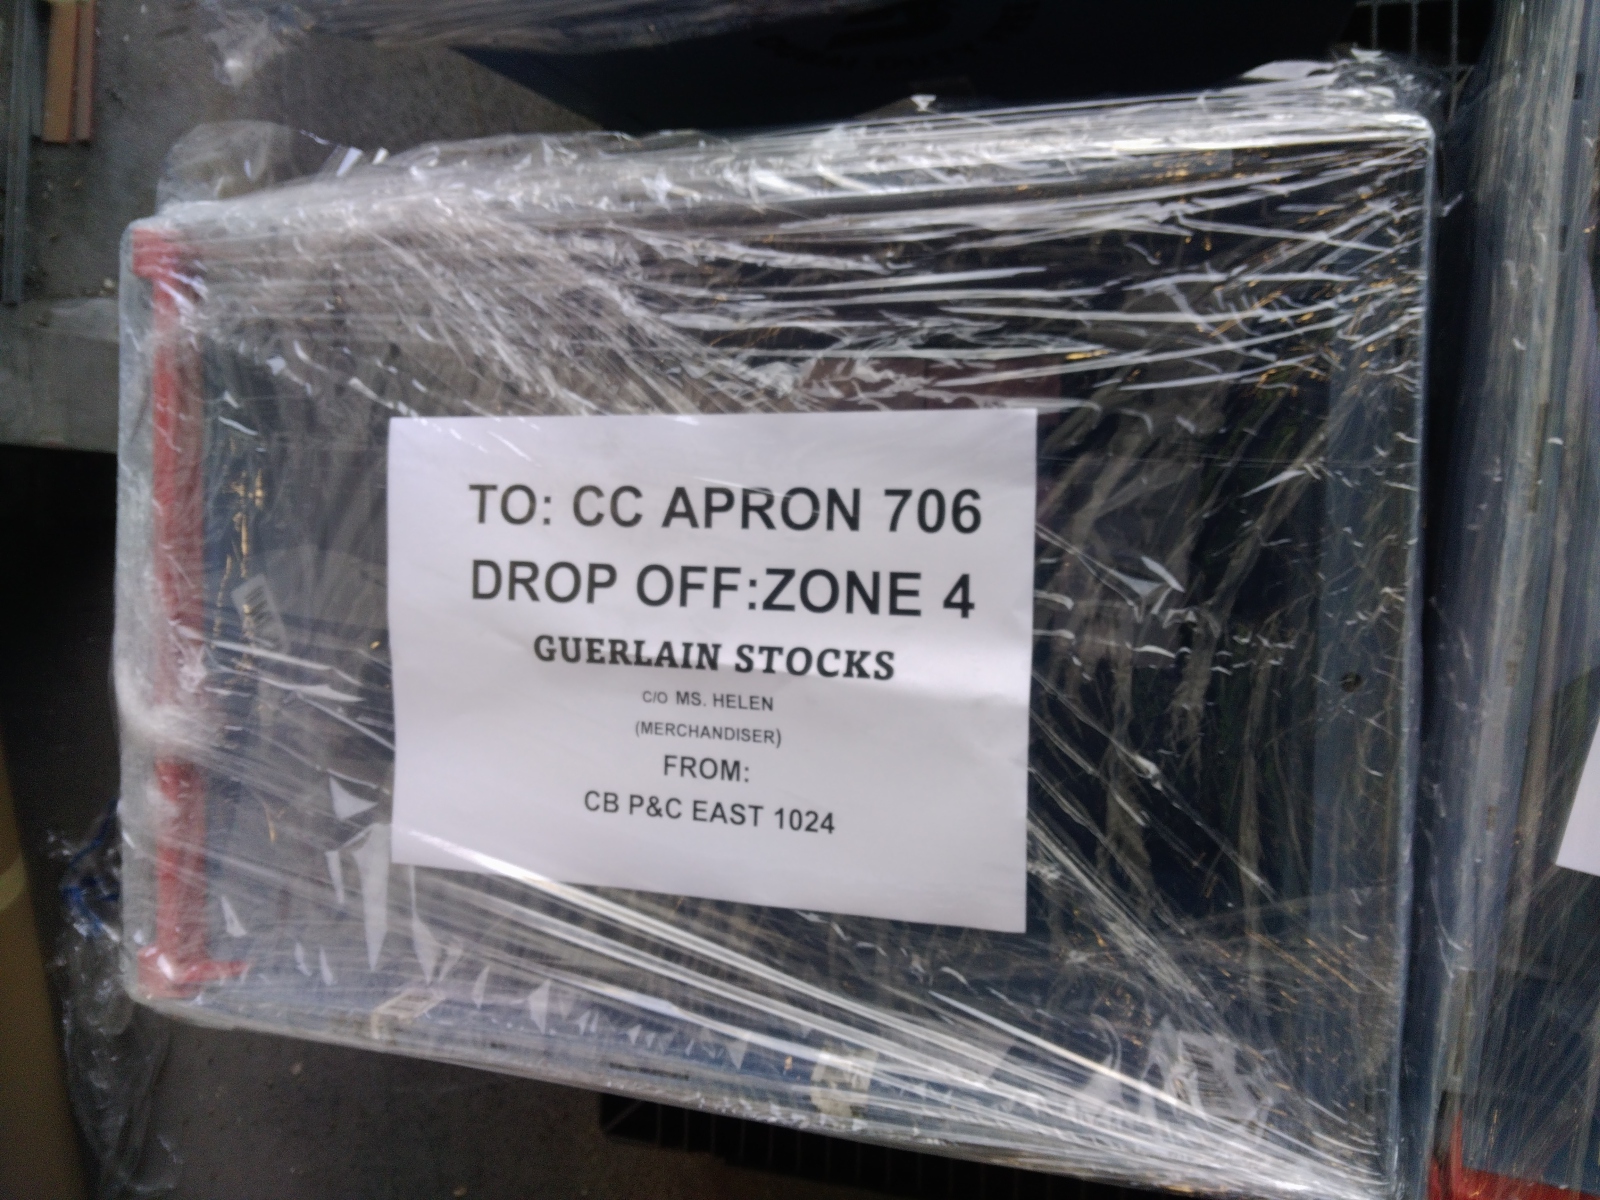 TO: CC APRON 706
DROP OFF:ZONE 4
GUERLAIN STOCKS
C/O MS. HELEN
(MERCHANDISER)
FROM:
CB P&C EAST 1024